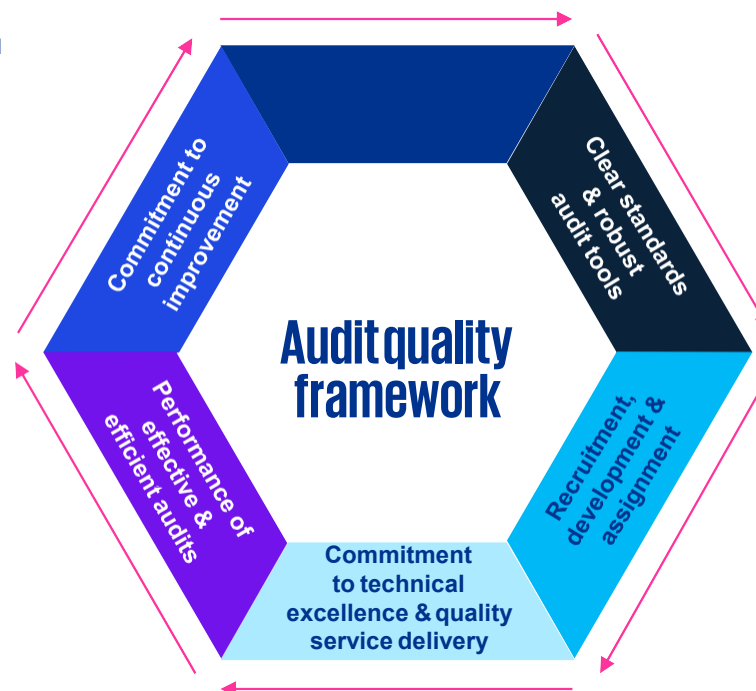 Commitment to
continuous
improvement
Clear standards
& robust
audit tools
Audit quality
framework
Performance of
effective &
efficient audits
Recruitment,
development &
assignment
Commitment
to technical
excellence & quality
service delivery